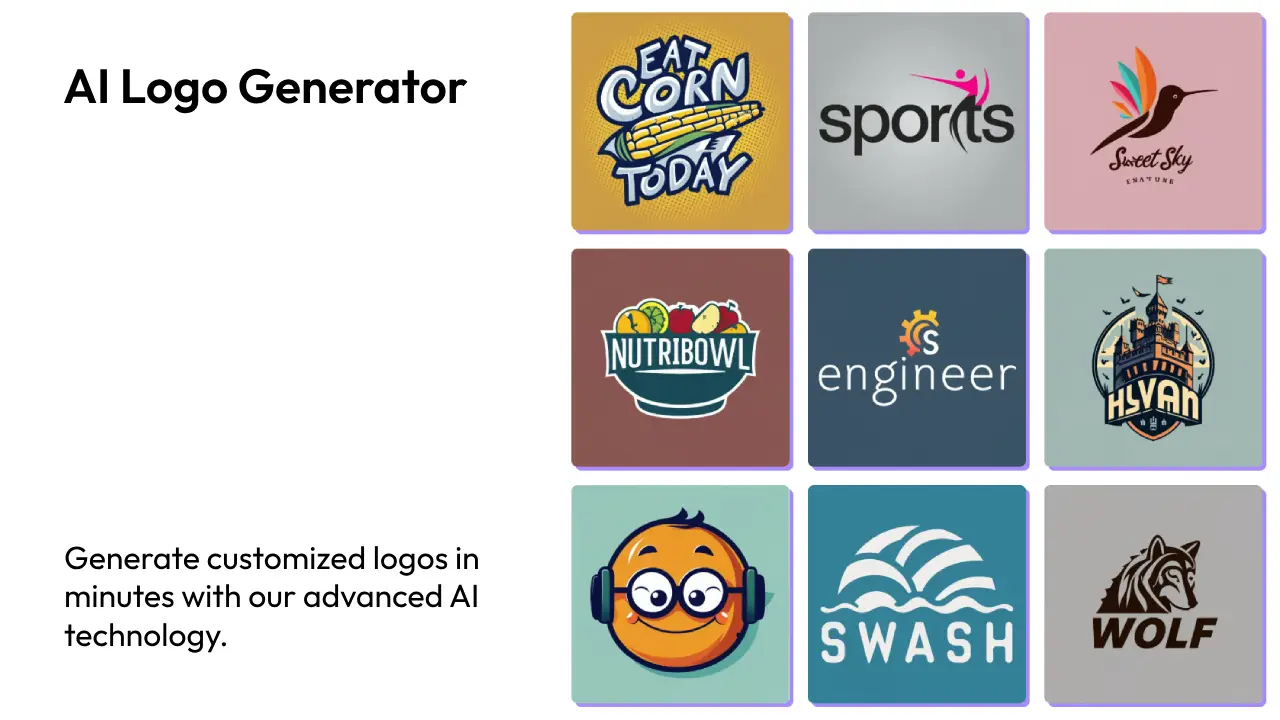 AI Logo Generator
Generate customized logos in
minutes with our advanced AI
technology.
EAT
CORN
TODAY
sports
Sweet Sky
NUTRIBOWL
s
engineer
HSVAN
SWASH
WOLF